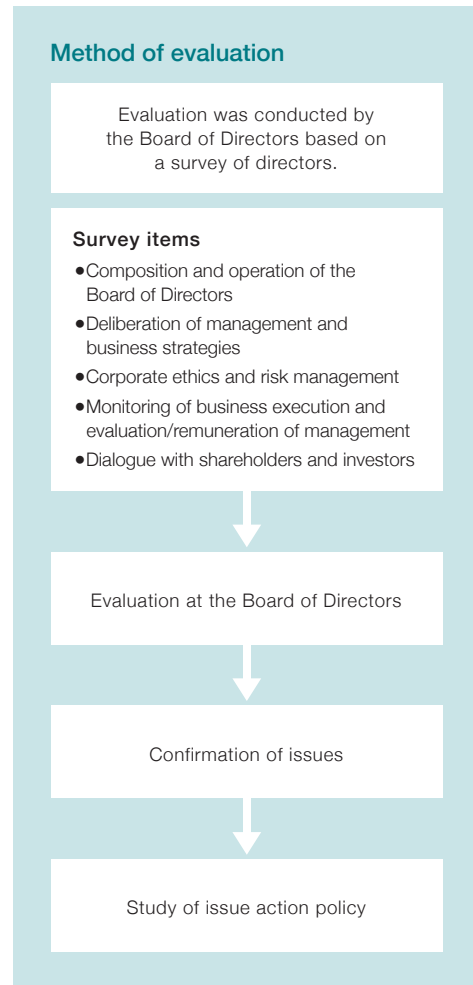 Method of evaluation
Evaluation was conducted by
the Board of Directors based on
a survey of directors.
Survey items
●Composition and operation of the
Board of Directors
●Deliberation of management and
business strategies
●Corporate ethics and risk management
●Monitoring of business execution and
evaluation/remuneration of management
●Dialogue with shareholders and investors
Evaluation at the Board of Directors
Confirmation of issues
Study of issue action policy